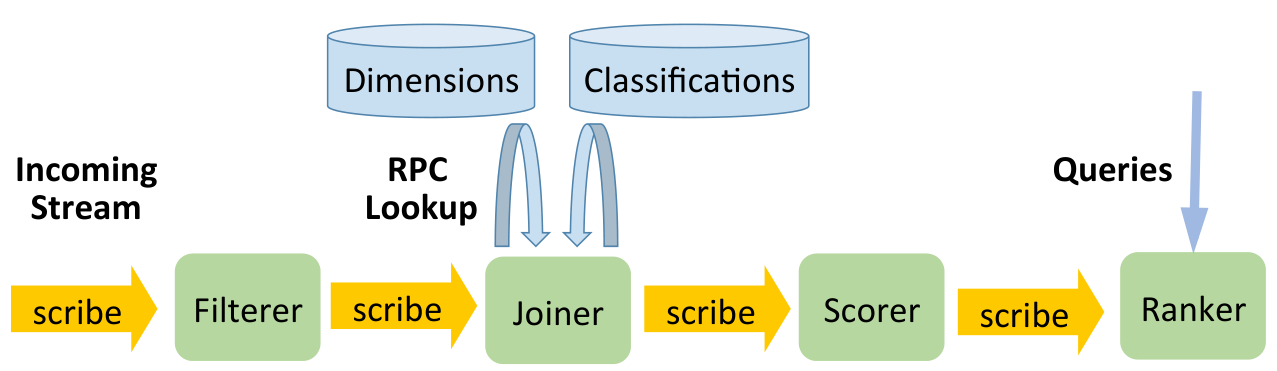 Dimensions
Classifications
Incoming
Stream
RPC
Lookup
Queries
scribe
Filterer
scribe
Joiner
scribe
Scorer
scribe
Ranker